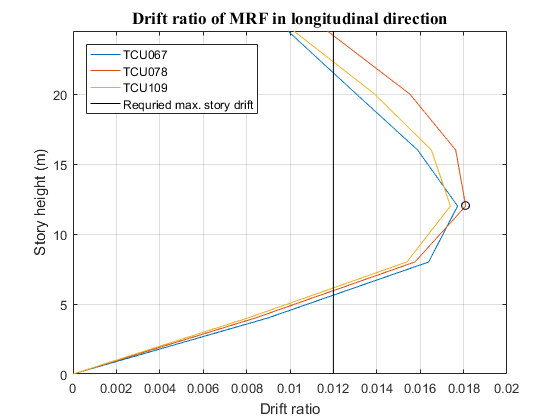 Drift ratio of MRF in longitudinal direction
TCU067
TCU078
TCU109
Requried max. story drift
Story height (m)
20
15
10
5
0
0 0.002 0.004 0.006 0.008 0.01 0.012 0.014 0.016 0.018 0.02
Drift ratio